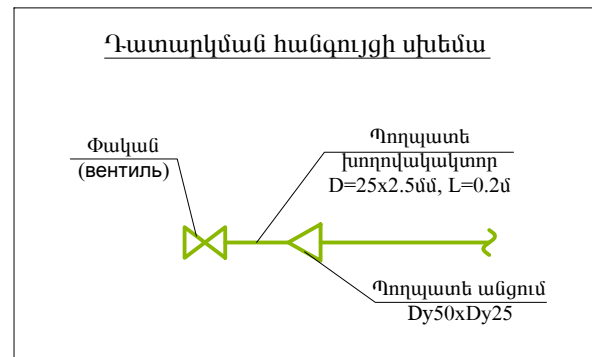 Դատարկման հանգույցի սխեմա
Փական
(вентиль)
Պողպատե
խողովակակտոր
D=25x2.5մմ, L=0.2մ
Պողպատե անցում
Dy50xDy25